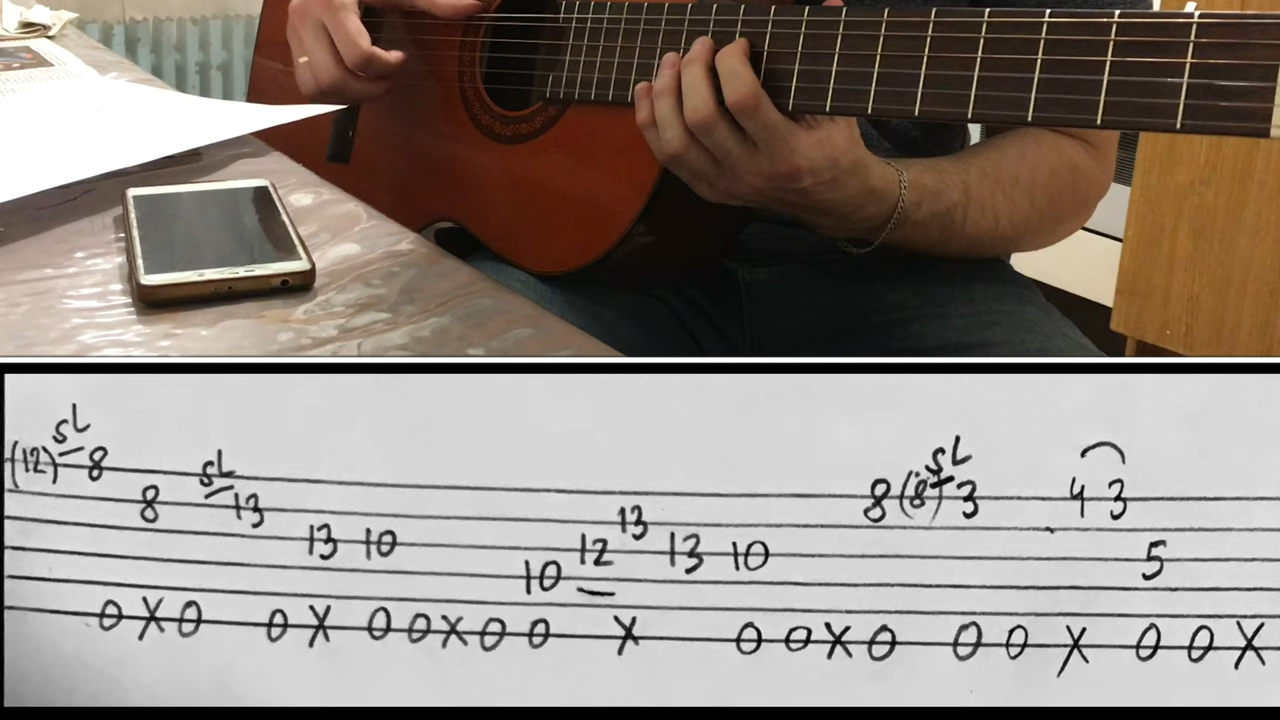 sL sL sL
(12) 8 8 (8) 3 4 3
8 13 13
13 10 12 13 10 5
10
0 X 0 0 X 0 0 X 0 0 X 0 0 X 0 0 0 X 0 0 X